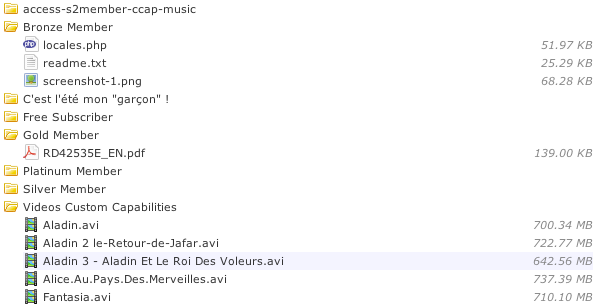 access-s2member-ccap-music
Bronze Member
locales.php 51.97 KB
readme.txt 25.29 KB
screenshot-1.png 68.28 KB
C'est l'été mon "garçon" !
Free Subscriber
Gold Member
RD42535E_EN.pdf 139.00 KB
Platinum Member
Silver Member
Videos Custom Capabilities
Aladin.avi 700.34 MB
Aladin 2 le-Retour-de-Jafar.avi 722.77 MB
Aladin 3 - Aladin Et Le Roi Des Voleurs.avi 642.56 MB
Alice.Au.Pays.Des.Merveilles.avi 737.39 MB
Fantasia.avi 710.10 MB